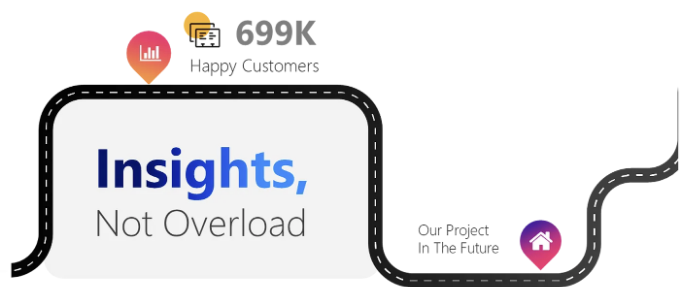 699K
Happy Customers
Insights,
Not Overload
Our Project
In The Future